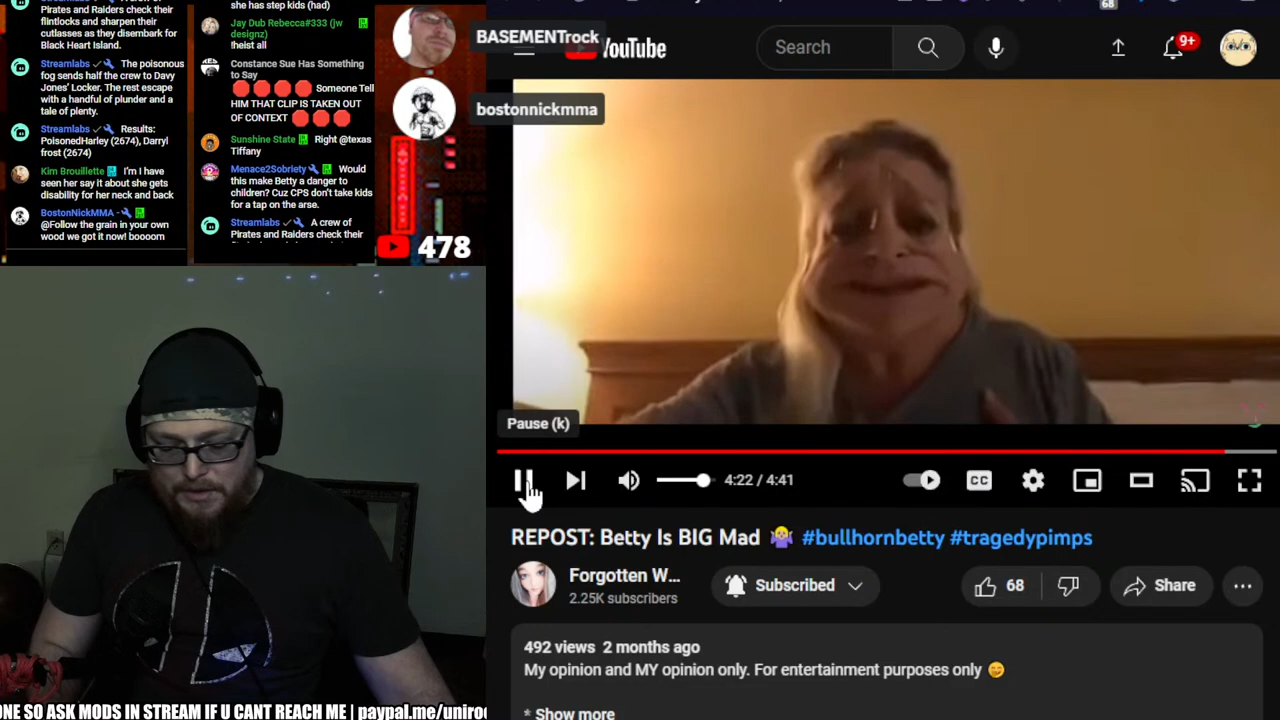 Pirates and Raiders check their
flintlocks and sharpen their
cutlasses as they disembark for
Black Heart Island.
Streamlabs The poisonous
fog sends half the crew to Davy
Jones' Locker. The rest escape
with a handful of plunder and a
tale of plenty.
Streamlabs Results:
PoisonedHarley (2674), Darryl
frost (2674)
Kim Brouillette I'm I have
seen her say it about she gets
disability for her neck and back
BostonNickMMA -
@Follow the grain in your own
wood we got it now! boooom
she has step kids (had)
Jay Dub Rebecca#333 (jw
designz)
!heist all
Constance Sue Has Something
to Say
Someone Tell
HIM THAT CLIP IS TAKEN OUT
OF CONTEXT
Sunshine State Right @texas
Tiffany
Menace2Sobriety Would
this make Betty a danger to
children? Cuz CPS don't take kids
for a tap on the arse.
Streamlabs A crew of
Pirates and Raiders check their
BASEMENTrock
bostonnickmma
478
YouTube
Search
68
9+
Pause (k)
4:22 / 4:41
CC
REPOST: Betty Is BIG Mad 🤷‍♀️ #bullhornbetty #tragedypimps
Forgotten W...
2.25K subscribers
Subscribed
68
Share
492 views 2 months ago
My opinion and MY opinion only. For entertainment purposes only 😊
* Show more
ONE SO ASK MODS IN STREAM IF U CANT REACH ME | paypal.me/uniroc